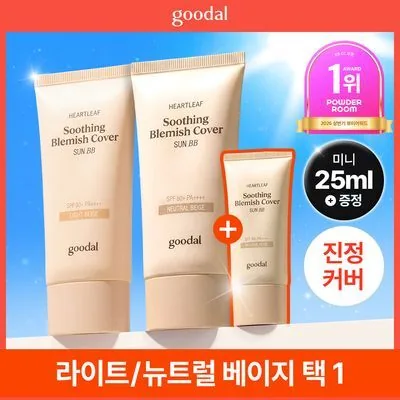 goodal
HEARTLEAF
Soothing
Blemish Cover
SUN BB
SPF50+ PA++++
LIGHT BEIGE
goodal
HEARTLEAF
Soothing
Blemish Cover
SUN BB
SPF50+ PA++++
NEUTRAL BEIGE
goodal
+
HEARTLEAF
Soothing
Blemish Cover
SUN BB
goodal
AWARD
1위
POWDER
ROOM
2026 상반기 뷰티어워드
미니
25ml
+증정
진정
커버
라이트/뉴트럴 베이지 택 1